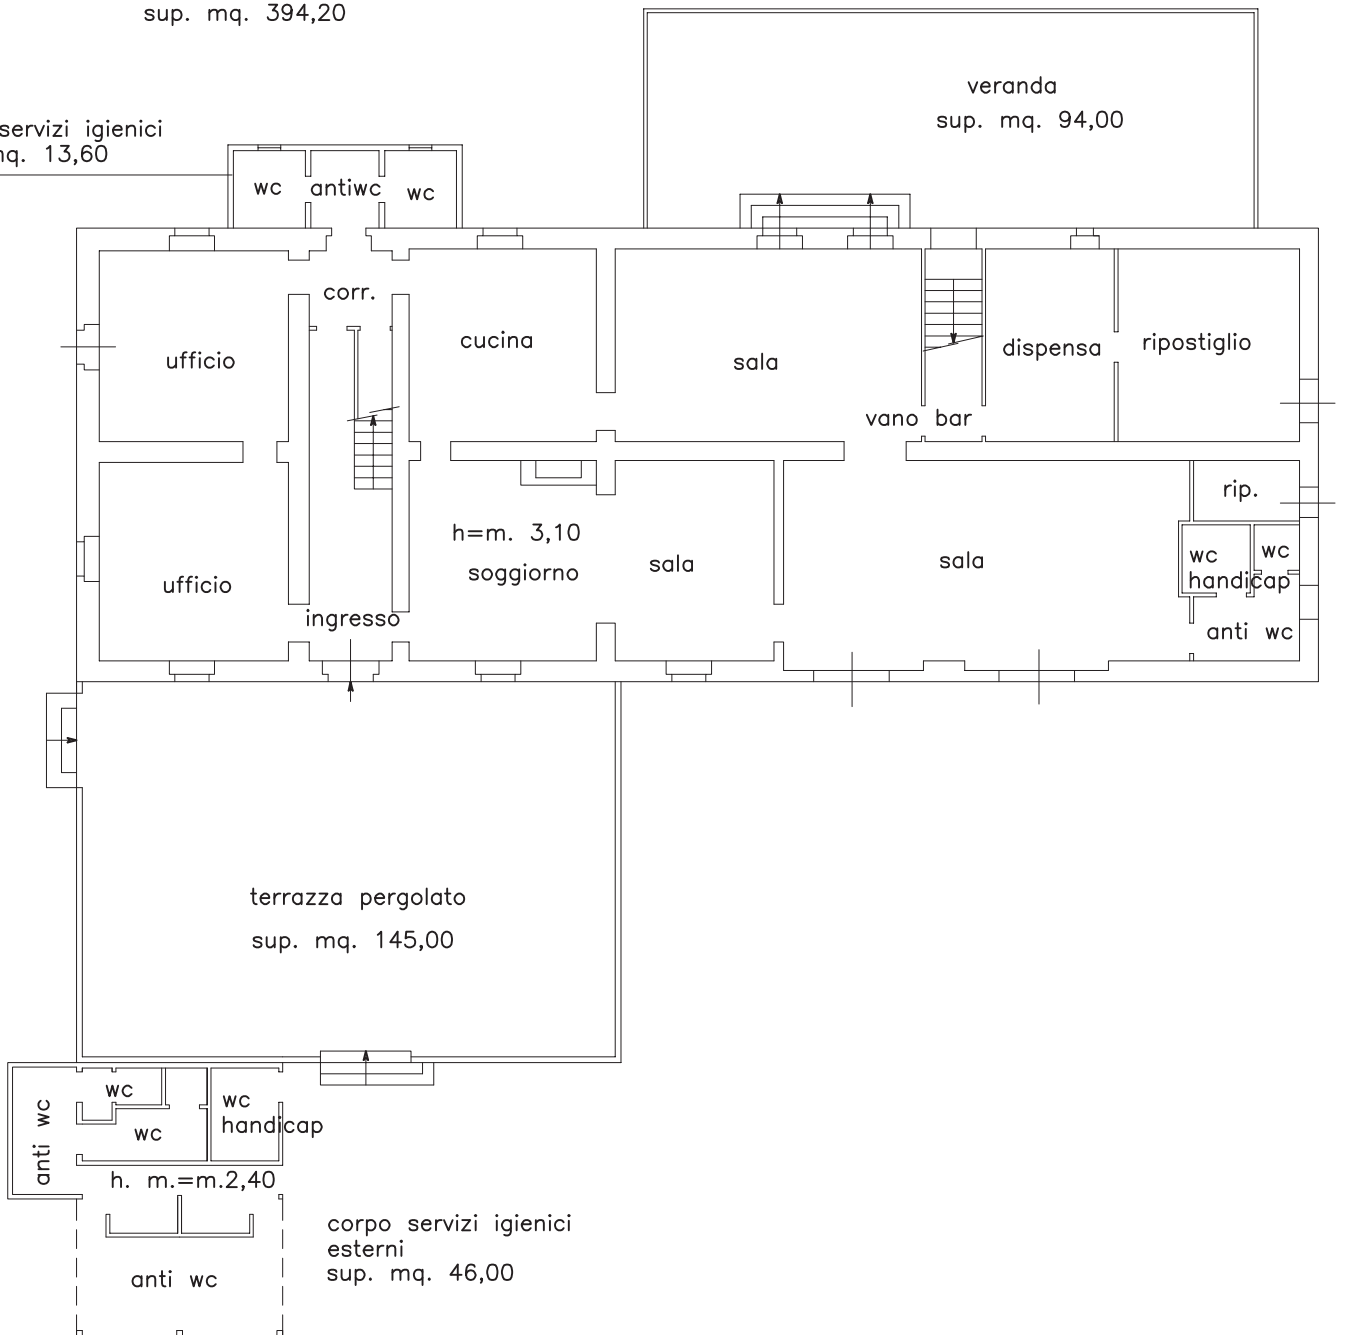 sup. mq. 394,20
veranda
sup. mq. 94,00
servizi igienici
mq. 13,60
wc
antiwc
wc
corr.
cucina
ufficio
sala
dispensa
ripostiglio
vano bar
rip.
h=m. 3,10
soggiorno
sala
sala
wc
handicap
wc
ufficio
ingresso
anti wc
terrazza pergolato
sup. mq. 145,00
wc
wc
handicap
anti wc
wc
h. m.=m.2,40
corpo servizi igienici
esterni
sup. mq. 46,00
anti wc